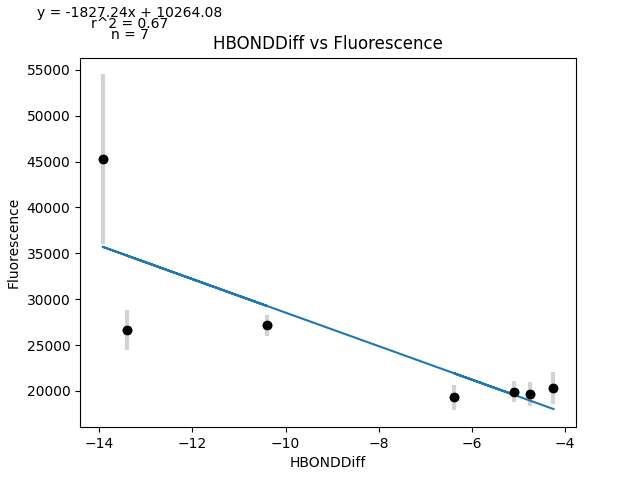 y = -1827.24x + 10264.08
r^2 = 0.67
n = 7
HBONDDiff vs Fluorescence
55000
50000
45000
40000
35000
30000
25000
20000
Fluorescence
−14
−12
−10
−8
−6
−4
HBONDDiff